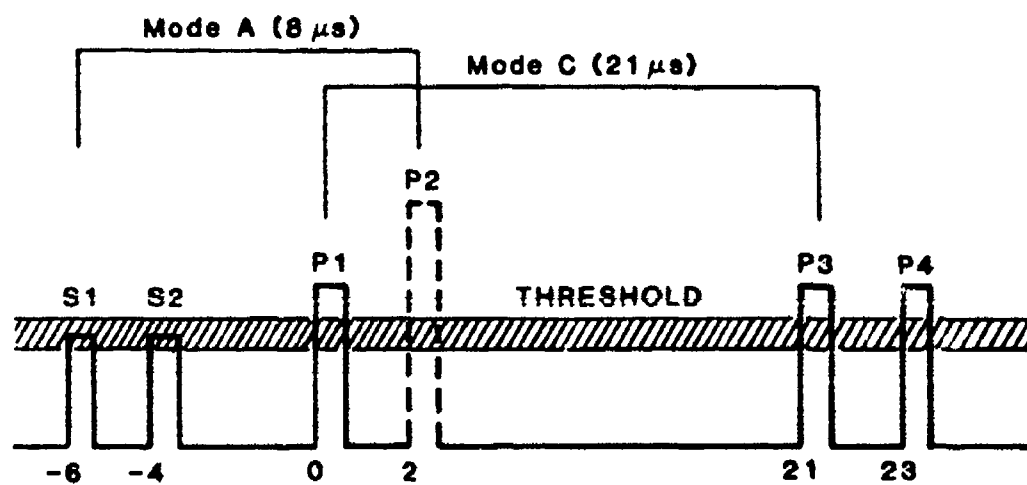 Mode A (8 μs)
Mode C (21 μs)
P2
P1 P3 P4
S1 S2 THRESHOLD
-6 -4 0 2 21 23